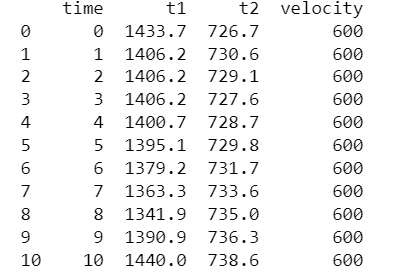 time t1 t2 velocity
0 0 1433.7 726.7 600
1 1 1406.2 730.6 600
2 2 1406.2 729.1 600
3 3 1406.2 727.6 600
4 4 1400.7 728.7 600
5 5 1395.1 729.8 600
6 6 1379.2 731.7 600
7 7 1363.3 733.6 600
8 8 1341.9 735.0 600
9 9 1390.9 736.3 600
10 10 1440.0 738.6 600